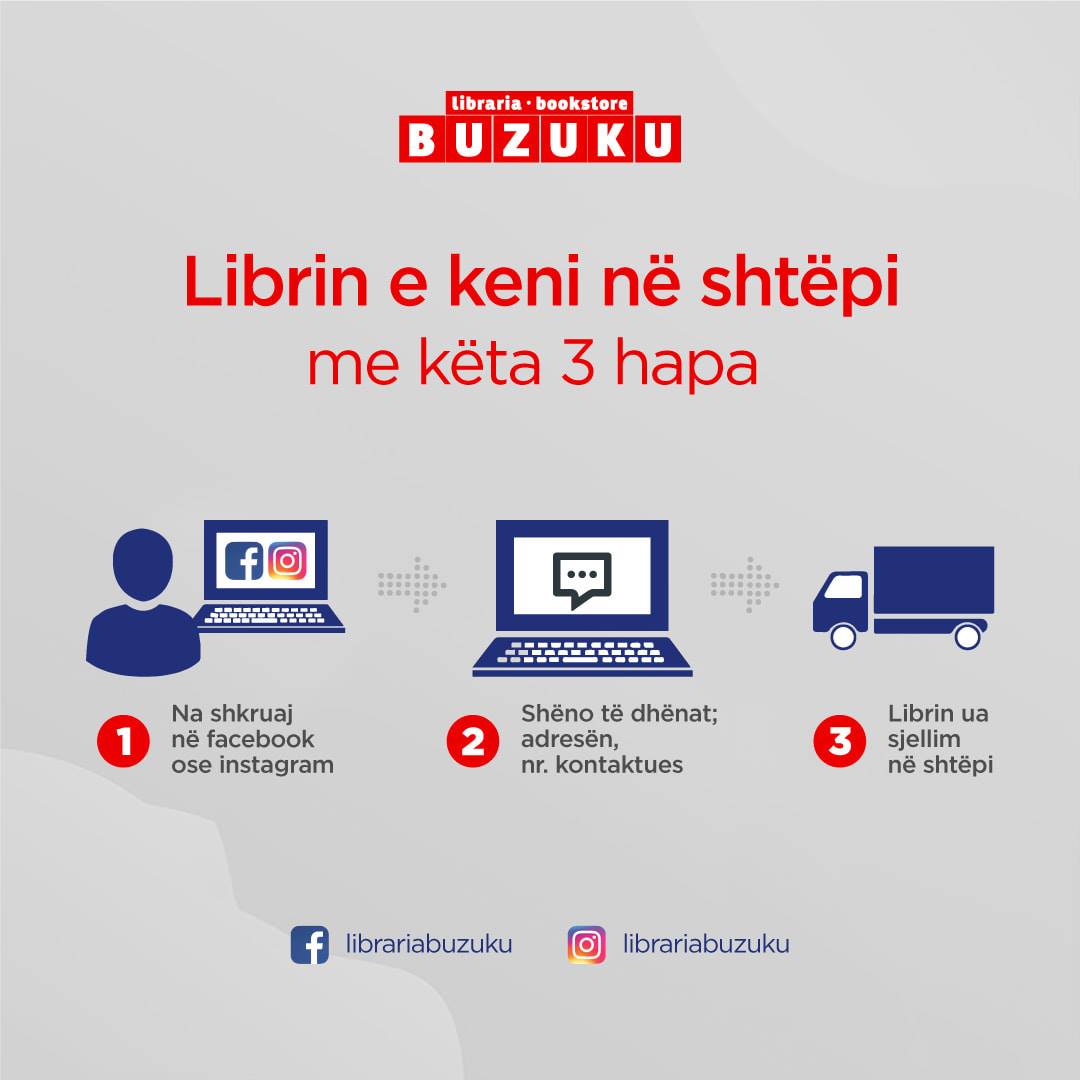 libraria · bookstore
BUZUKU
Librin e keni në shtëpi
me këta 3 hapa
1
Na shkruaj
në facebook
ose instagram
2
Shëno të dhënat;
adresën,
nr. kontaktues
3
Librin ua
sjellim
në shtëpi
librariabuzuku
librariabuzuku